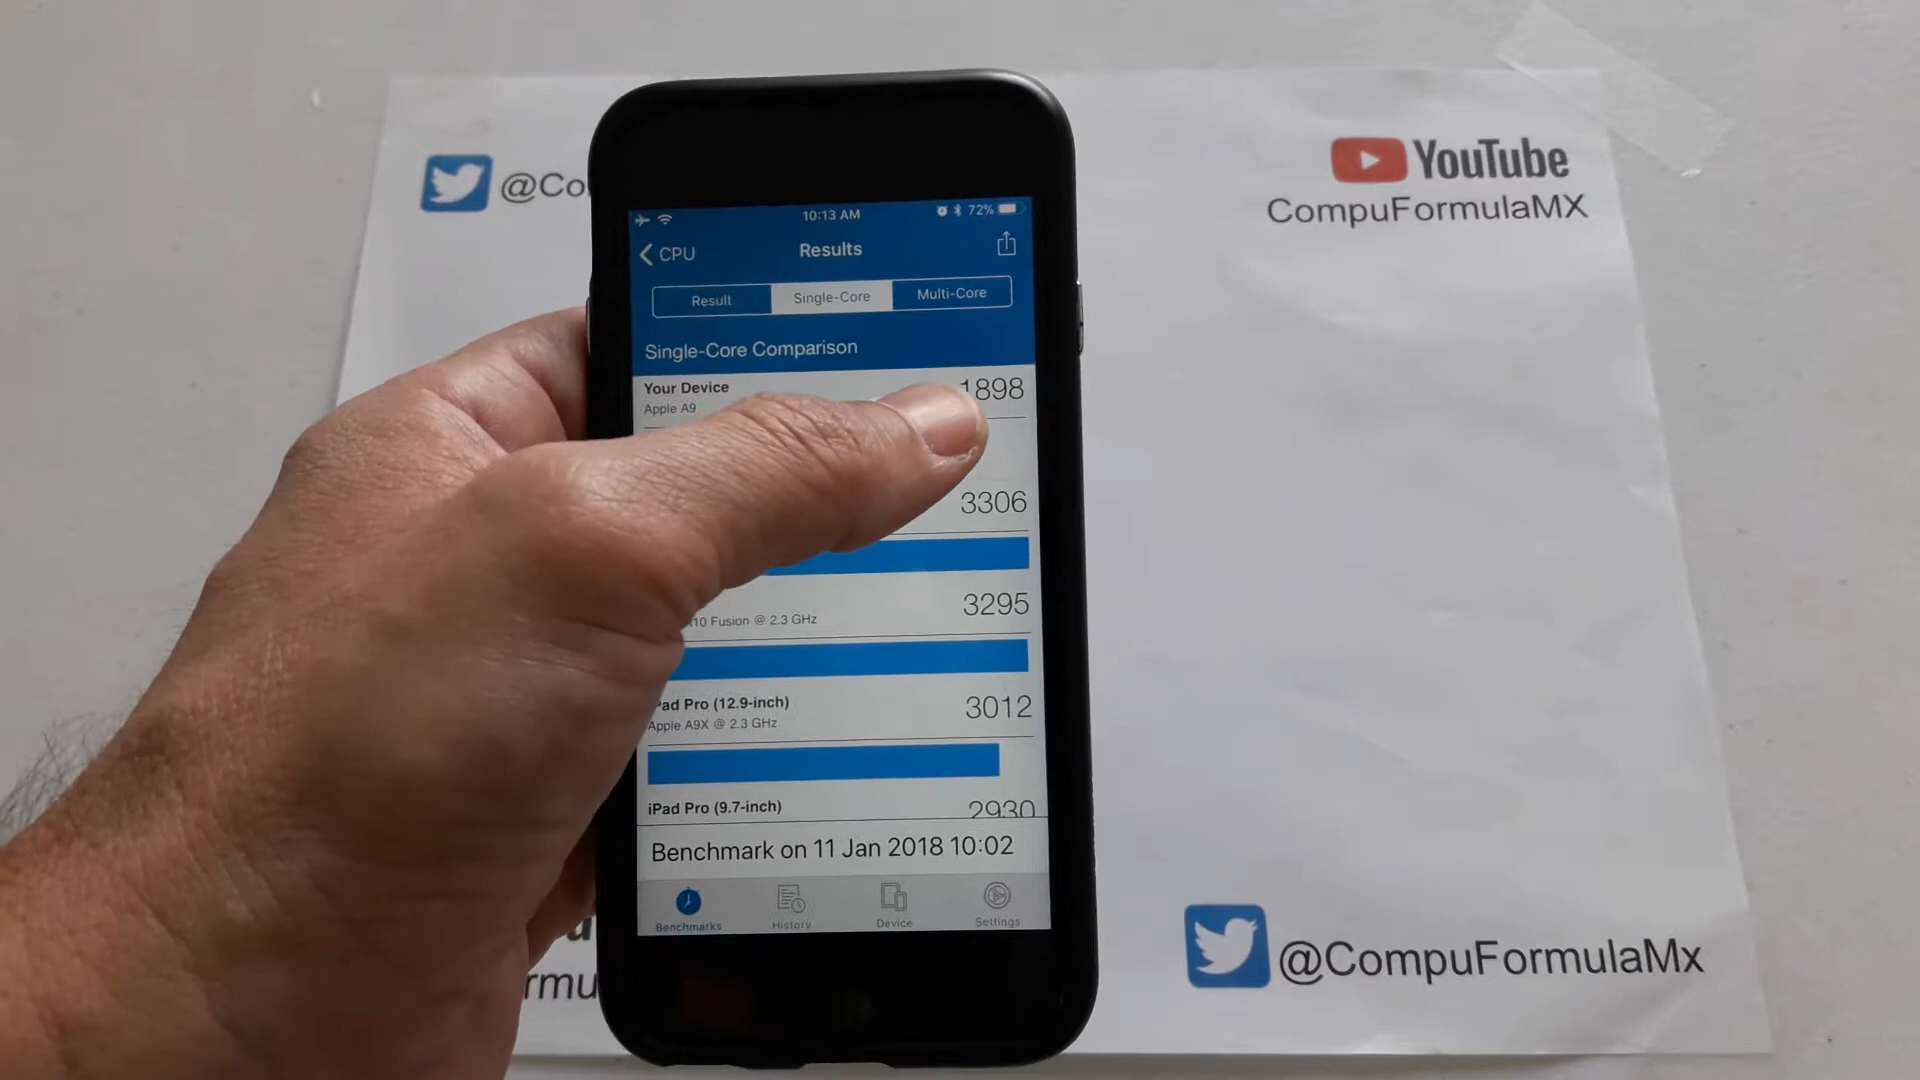 @Co
YouTube
CompuFormulaMX
10:13 AM
72%
CPU
Results
Result
Single-Core
Multi-Core
Single-Core Comparison
Your Device
1898
Apple A9
3306
3295
10 Fusion @ 2.3 GHz
Pad Pro (12.9-inch)
3012
Apple A9X @ 2.3 GHz
iPad Pro (9.7-inch)
2930
Benchmark on 11 Jan 2018 10:02
Benchmarks
History
Device
Settings
rmu
@CompuFormulaMx